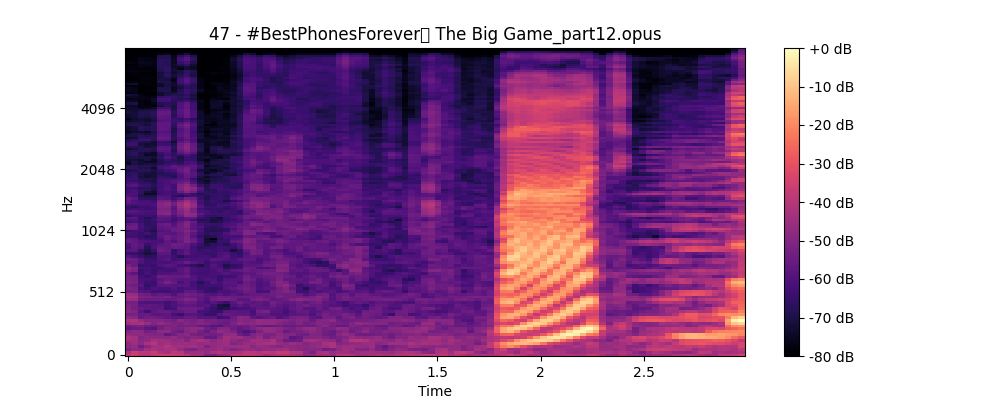 47 - #BestPhonesForever▯ The Big Game_part12.opus
Hz
4096
2048
1024
512
0
0 0.5 1 1.5 2 2.5
Time
+0 dB
-10 dB
-20 dB
-30 dB
-40 dB
-50 dB
-60 dB
-70 dB
-80 dB